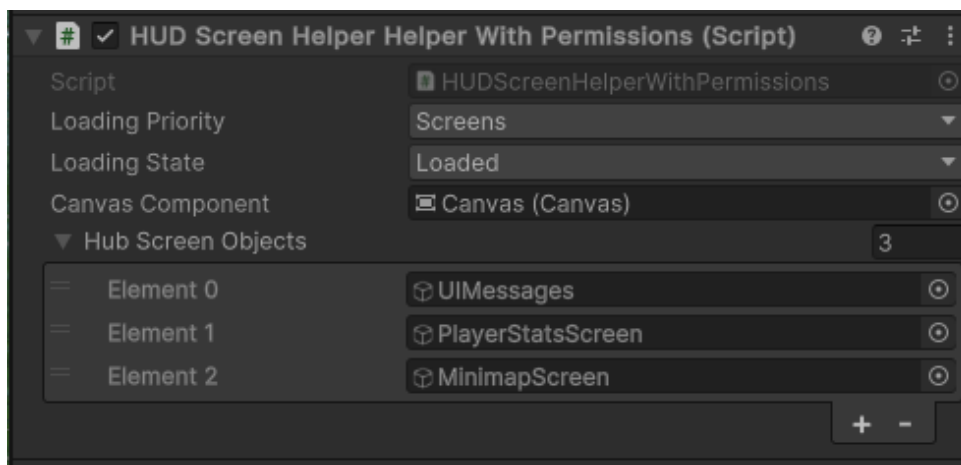 # HUD Screen Helper Helper With Permissions (Script)
Script # HUDScreenHelperWithPermissions
Loading Priority Screens
Loading State Loaded
Canvas Component Canvas (Canvas)
Hub Screen Objects 3
Element 0 UIMessages
Element 1 PlayerStatsScreen
Element 2 MinimapScreen
+ -